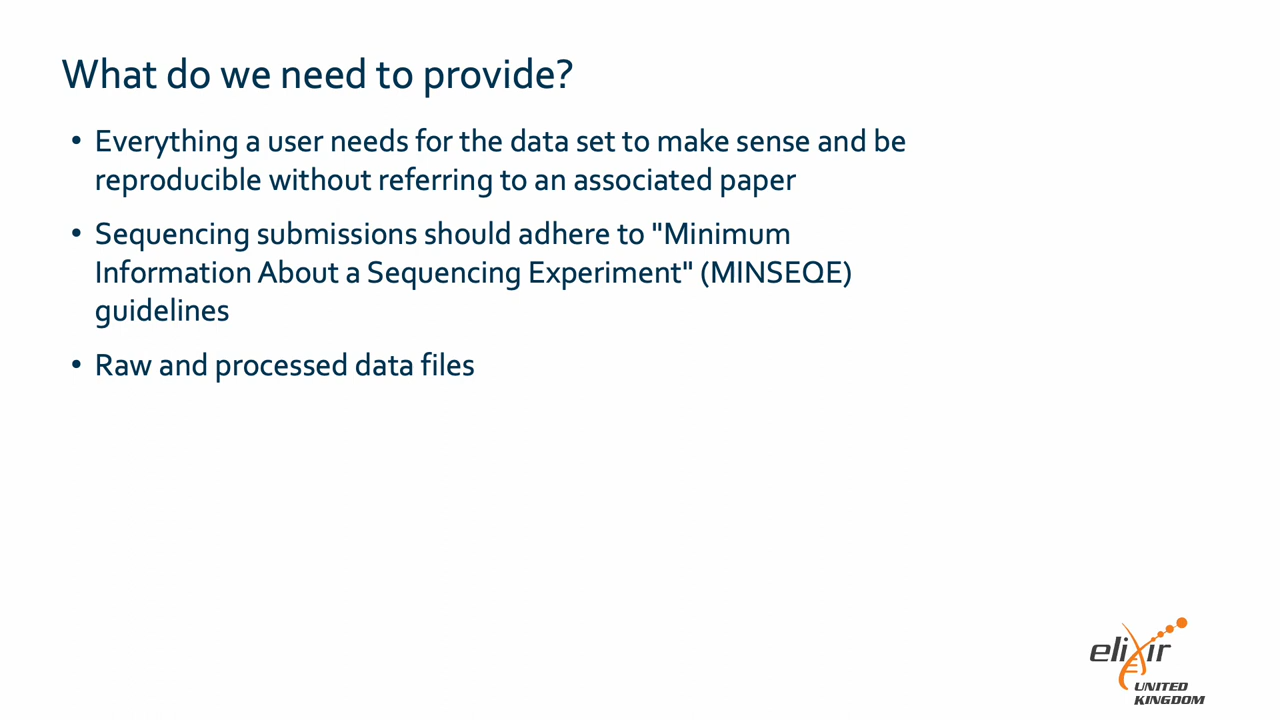 What do we need to provide?
• Everything a user needs for the data set to make sense and be
reproducible without referring to an associated paper
• Sequencing submissions should adhere to "Minimum
Information About a Sequencing Experiment" (MINSEQE)
guidelines
• Raw and processed data files
elixir
UNITED
KINGDOM